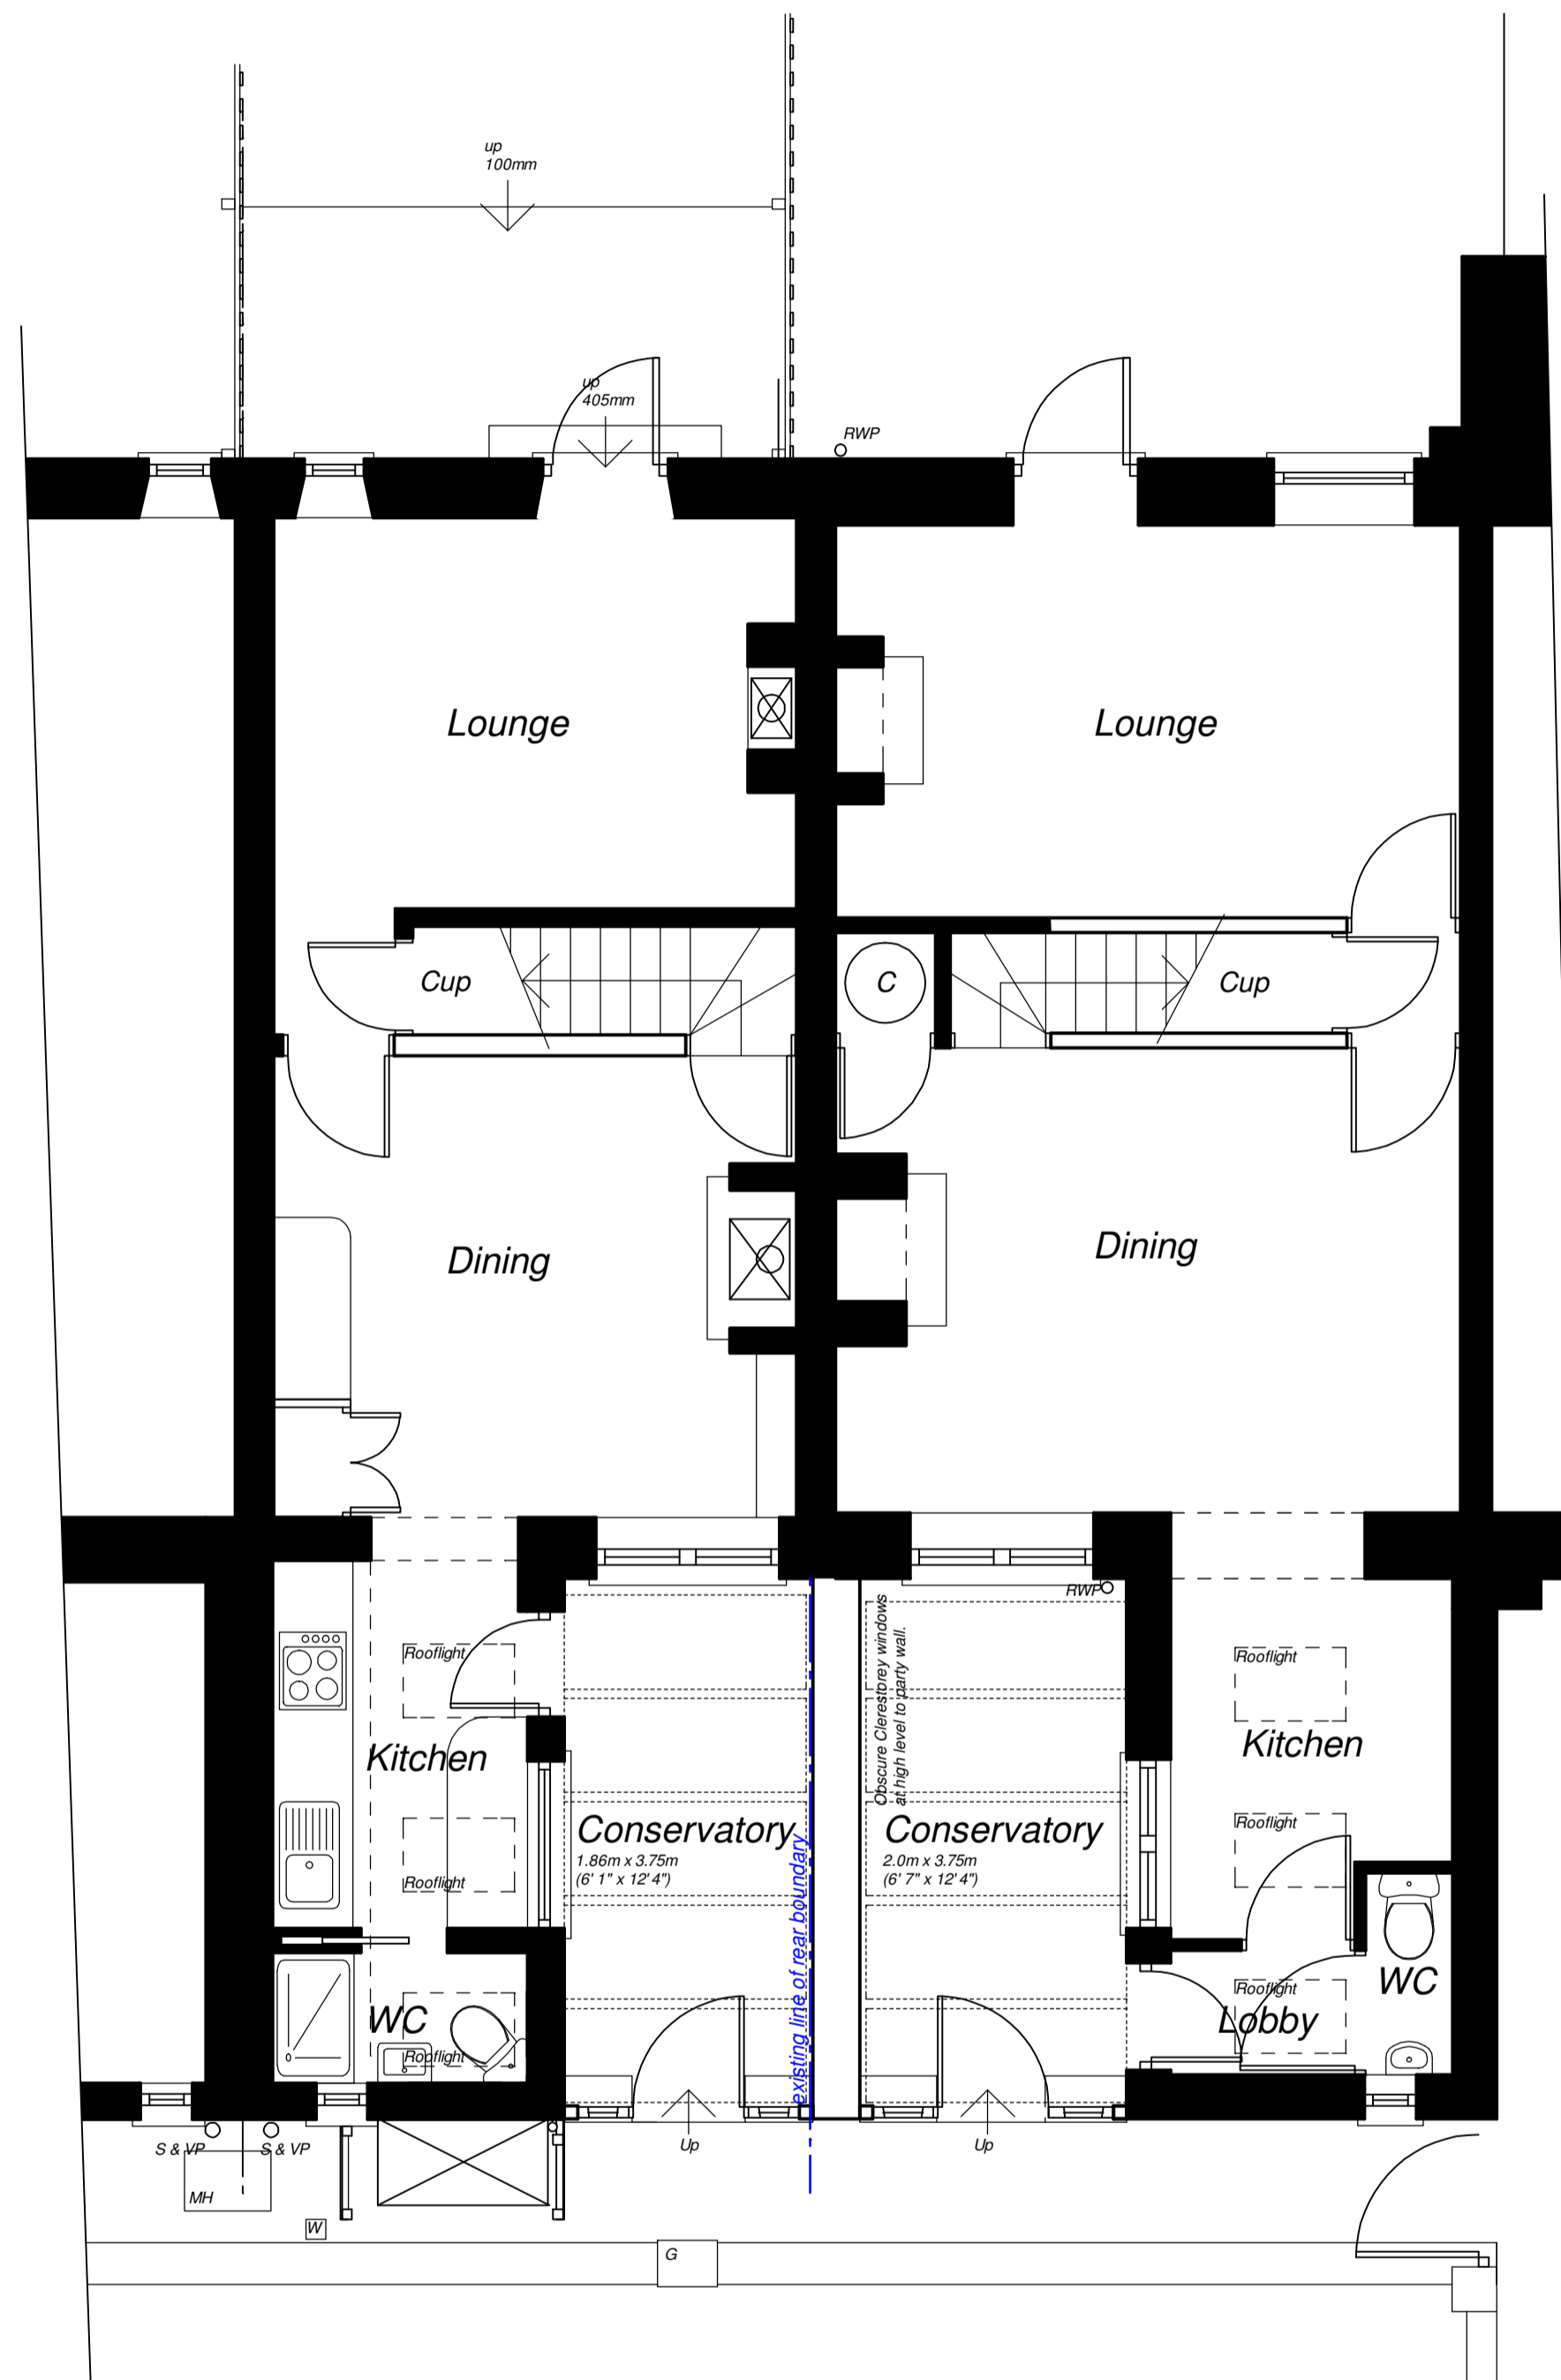 up
100mm
up
405mm
RWP
Lounge
Lounge
Cup
C
Cup
Dining
Dining
RWP
Obscure Clerestorey windows
at high level to party wall.
Rooflight
Rooflight
Kitchen
Kitchen
Rooflight
Conservatory
1.86m x 3.75m
(6' 1" x 12' 4")
Conservatory
2.0m x 3.75m
(6' 7" x 12' 4")
Rooflight
existing line of rear boundary
WC
Rooflight
WC
Lobby
Rooflight
S & VP
S & VP
Up
Up
MH
W
G